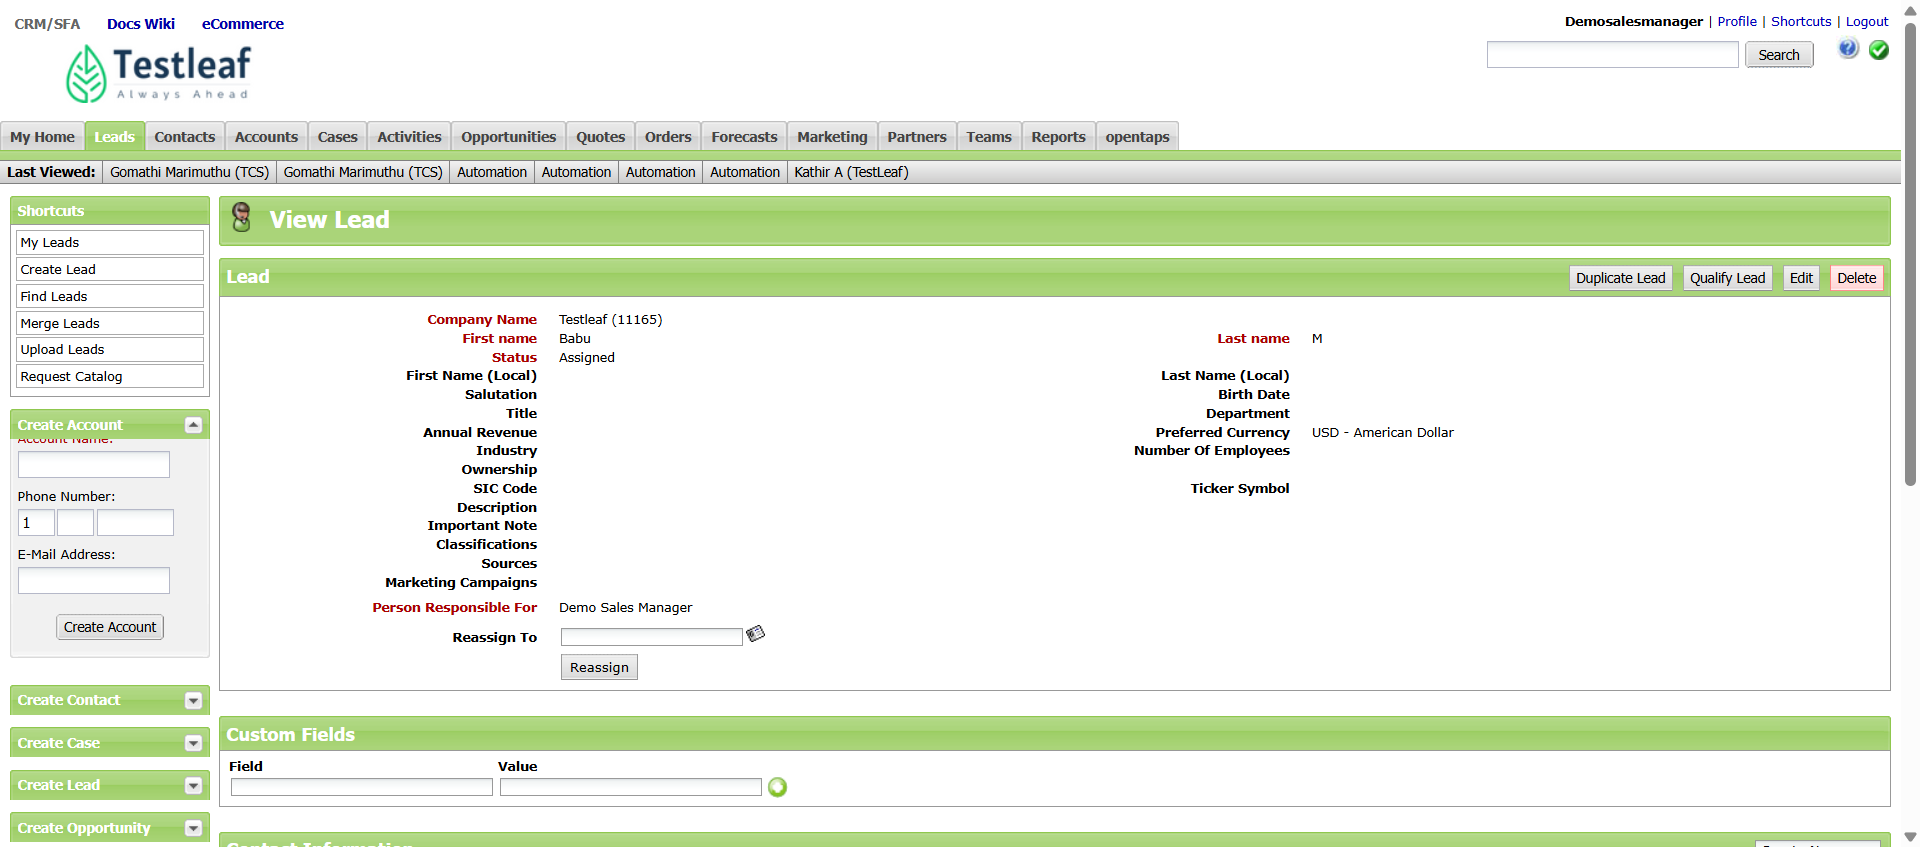 CRM/SFA Docs Wiki eCommerce
Demosalesmanager | Profile | Shortcuts | Logout
Testleaf
Always Ahead
Search
My Home Leads Contacts Accounts Cases Activities Opportunities Quotes Orders Forecasts Marketing Partners Teams Reports opentaps
Last Viewed: Gomathi Marimuthu (TCS) Gomathi Marimuthu (TCS) Automation Automation Automation Automation Kathir A (TestLeaf)
Shortcuts
My Leads
Create Lead
Find Leads
Merge Leads
Upload Leads
Request Catalog
Create Account
Account Name:
Phone Number:
1
E-Mail Address:
Create Account
Create Contact
Create Case
Create Lead
Create Opportunity
View Lead
Lead
Duplicate Lead Qualify Lead Edit Delete
Company Name Testleaf (11165)
First name Babu Last name M
Status Assigned
First Name (Local) Last Name (Local)
Salutation Birth Date
Title Department
Annual Revenue Preferred Currency USD - American Dollar
Industry Number Of Employees
Ownership
SIC Code Ticker Symbol
Description
Important Note
Classifications
Sources
Marketing Campaigns
Person Responsible For Demo Sales Manager
Reassign To
Reassign
Custom Fields
Field Value
Contact Information